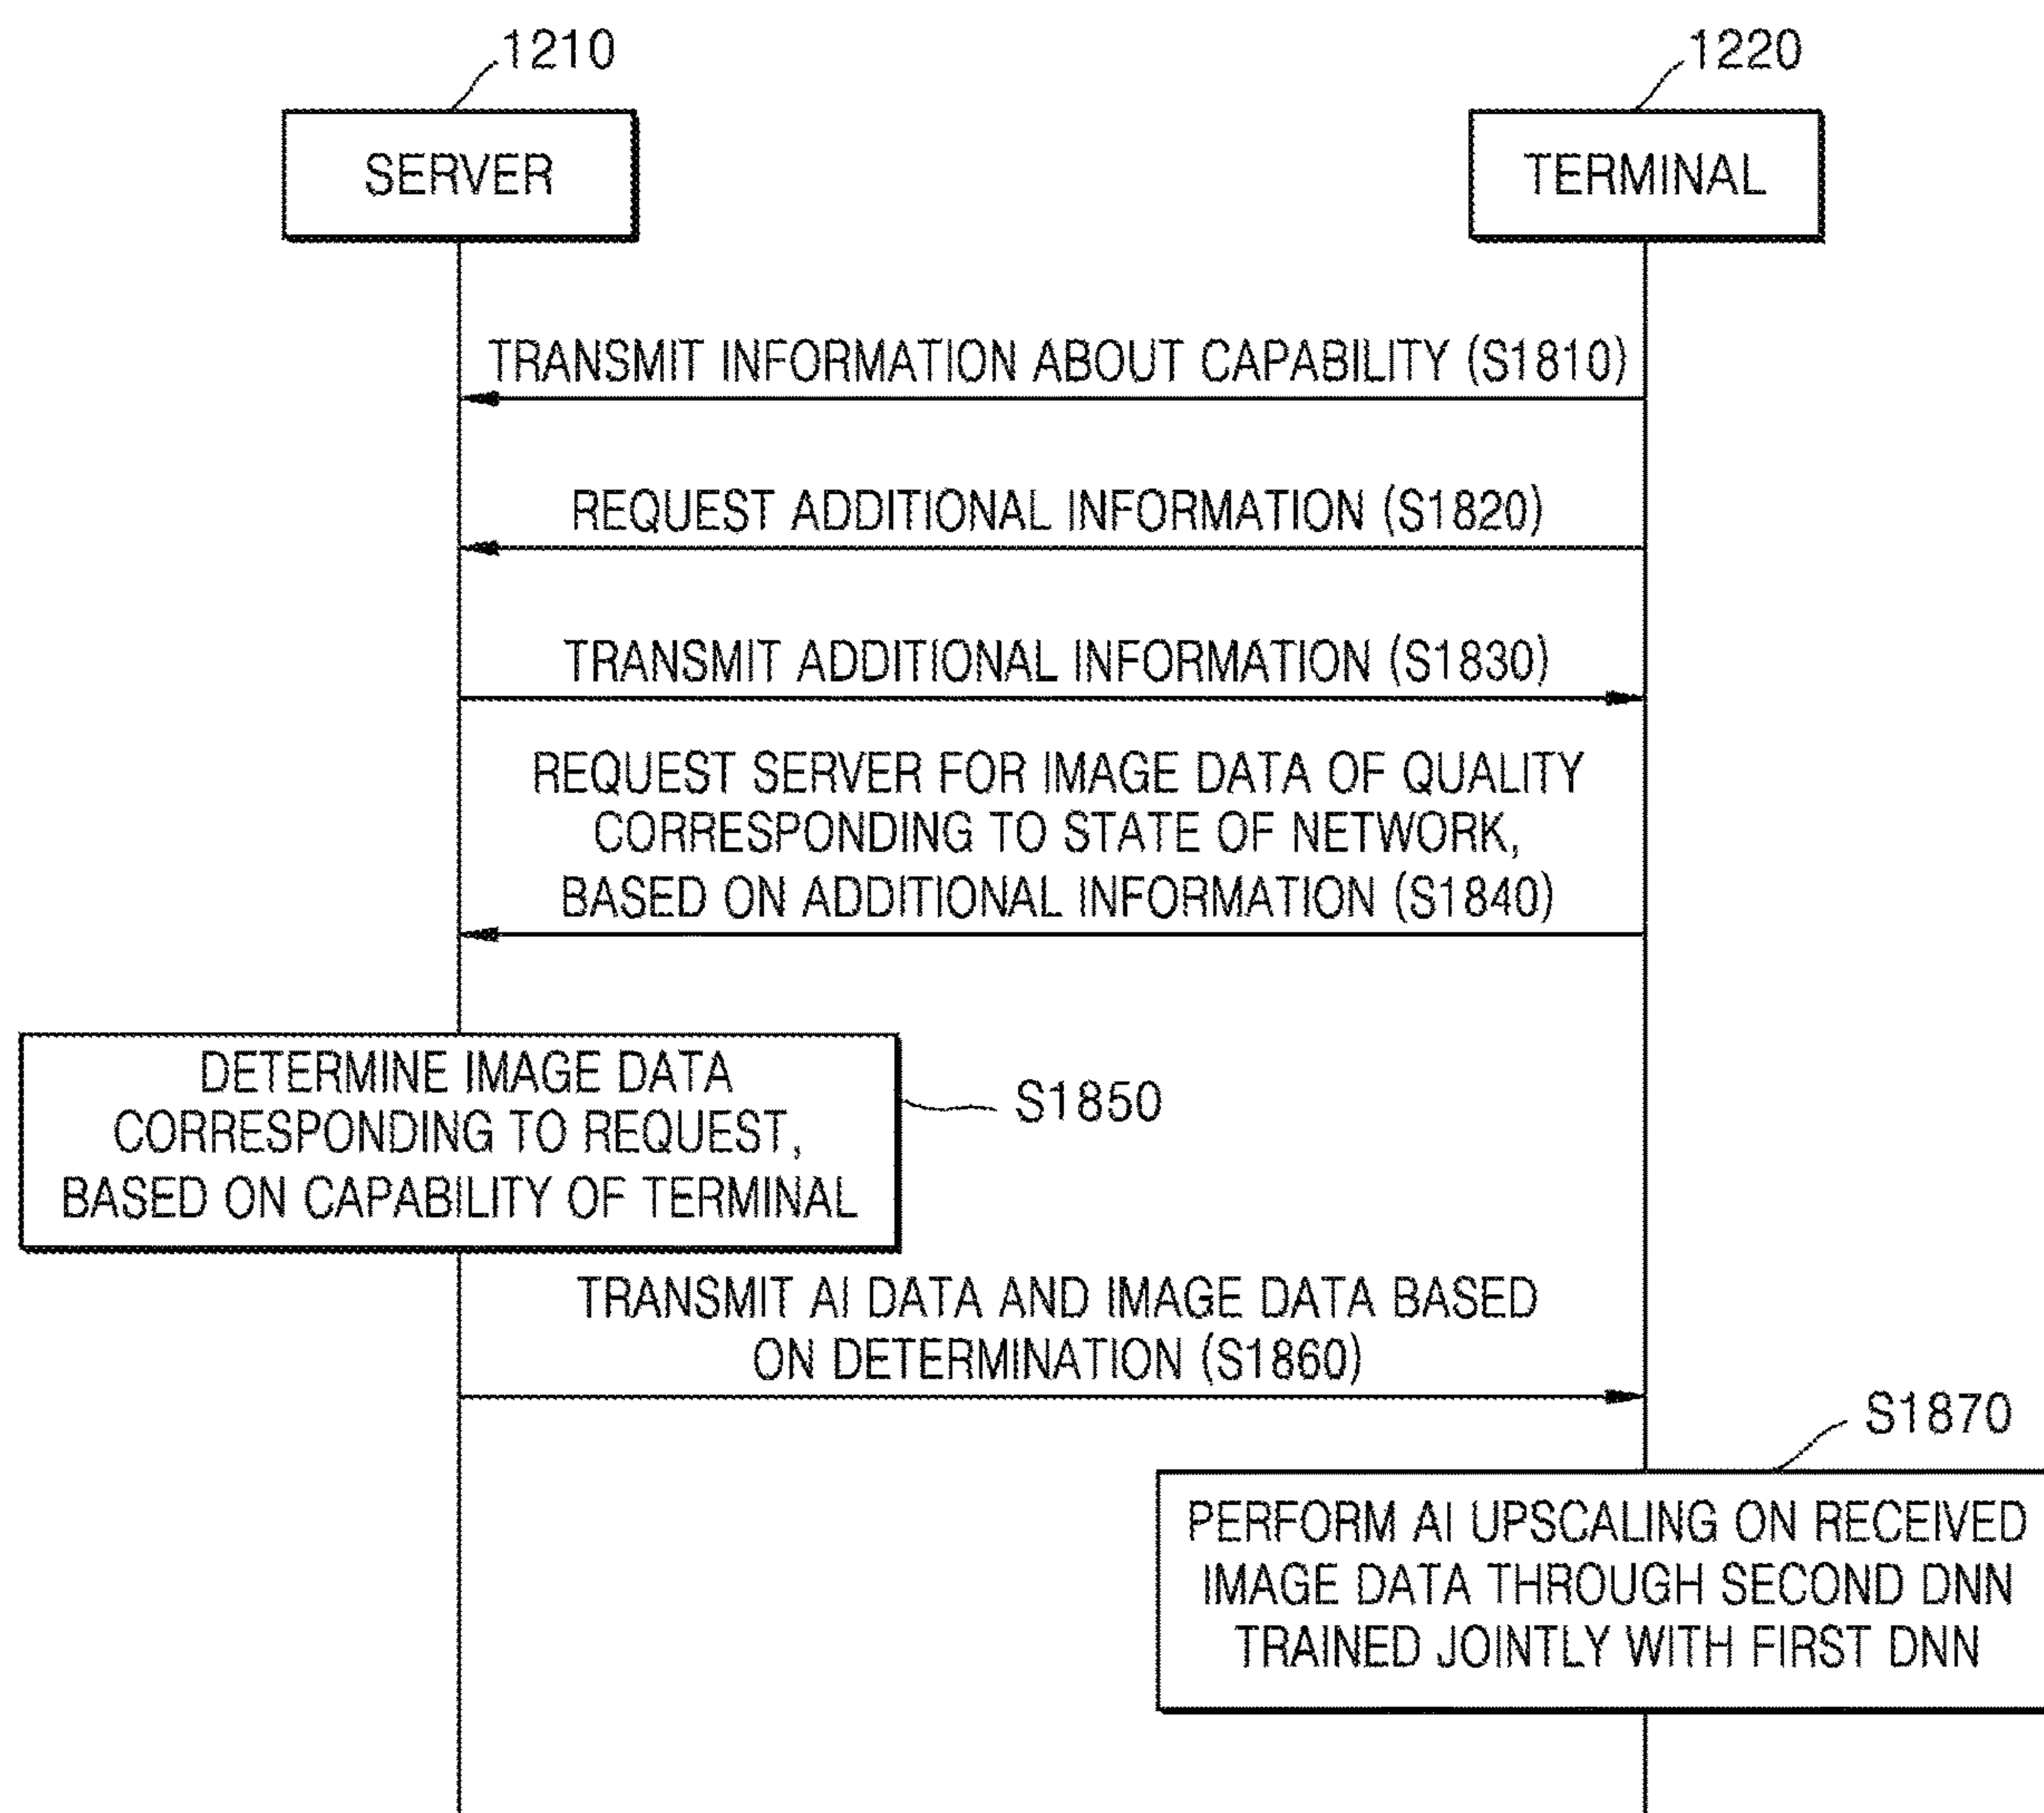 1210
1220
SERVER
TERMINAL
TRANSMIT INFORMATION ABOUT CAPABILITY (S1810)
REQUEST ADDITIONAL INFORMATION (S1820)
TRANSMIT ADDITIONAL INFORMATION (S1830)
REQUEST SERVER FOR IMAGE DATA OF QUALITY
CORRESPONDING TO STATE OF NETWORK,
BASED ON ADDITIONAL INFORMATION (S1840)
DETERMINE IMAGE DATA
CORRESPONDING TO REQUEST,
BASED ON CAPABILITY OF TERMINAL
S1850
TRANSMIT AI DATA AND IMAGE DATA BASED
ON DETERMINATION (S1860)
S1870
PERFORM AI UPSCALING ON RECEIVED
IMAGE DATA THROUGH SECOND DNN
TRAINED JOINTLY WITH FIRST DNN